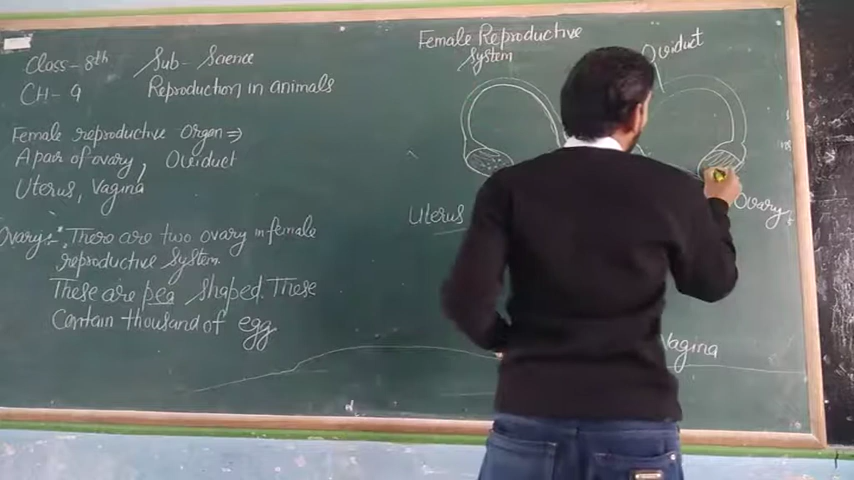 Class-8th Sub- Science
CH- 9 Reproduction in Animals
Female reproductive organ ⇒
A pair of ovary, Oviduct
Uterus, Vagina
Ovary:- There are two ovary in female
reproductive System.
These are pea shaped. These
contain thousand of egg
Female Reproductive
System
Oviduct
Uterus
Ovary
Vagina